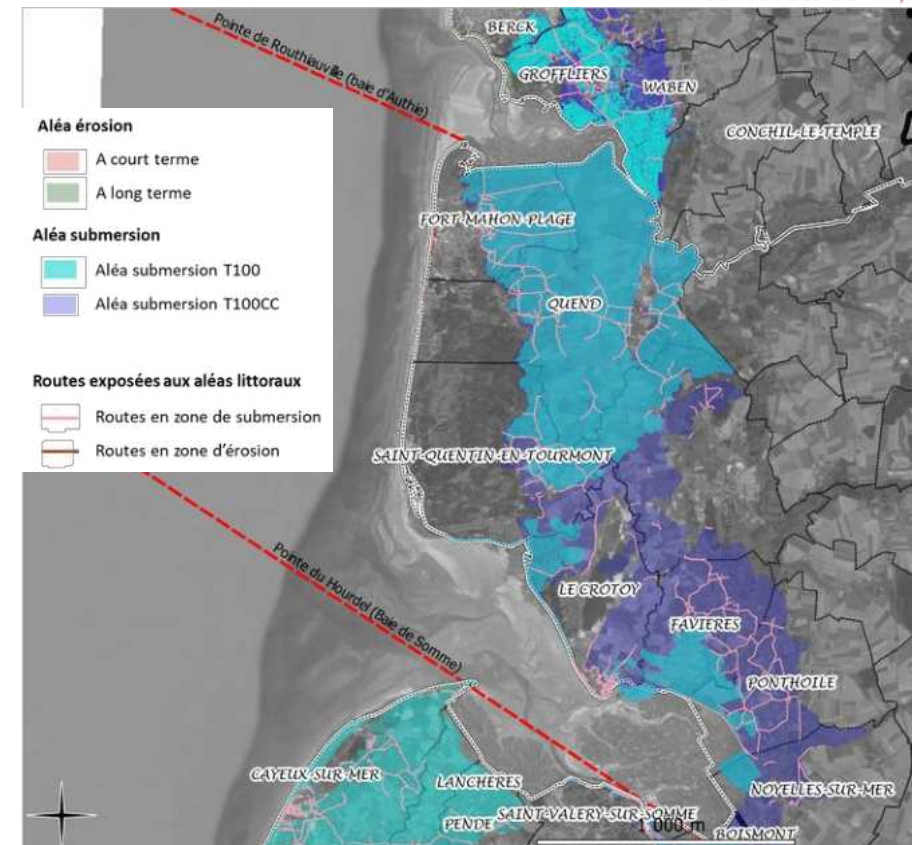 Pointe de Routhiauville (baie d'Authie)
BERCK
GROFFLIERS
WABEN
CONCHIL-LE-TEMPLE
Aléa érosion
A court terme
A long terme
Aléa submersion
Aléa submersion T100
Aléa submersion T100CC
Routes exposées aux aléas littoraux
Routes en zone de submersion
Routes en zone d'érosion
FORT-MAHON-PLAGE
QUEND
SAINT-QUENTIN-EN-TOURMONT
Pointe du Hourdel (Baie de Somme)
LE CROTOY
FAVIERES
PONTHOILE
CAYEUX-SUR-MER
LANCHERES
NOYELLES-SUR-MER
PENDE
SAINT-VALERY-SUR-SOMME
1 000 m
BOISMONT